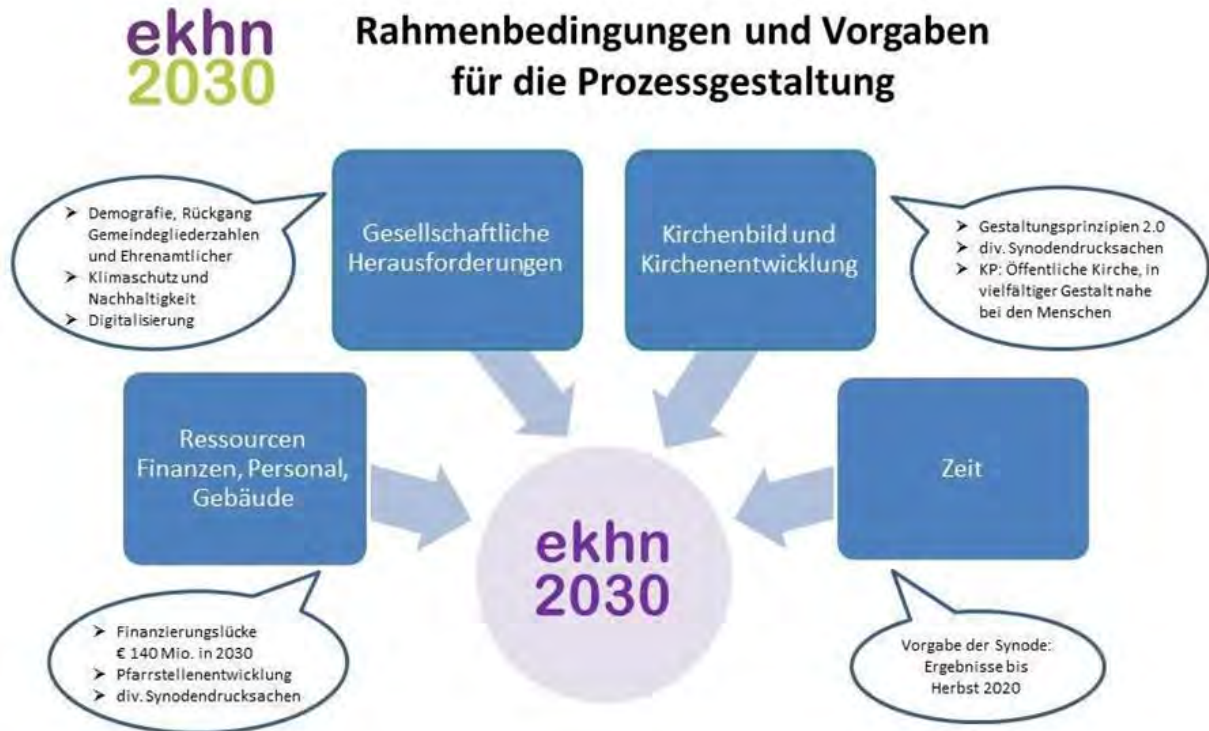 ekhn
2030
Rahmenbedingungen und Vorgaben
für die Prozessgestaltung
➢ Demografie, Rückgang
Gemeindegliederzahlen
und Ehrenamtlicher
➢ Klimaschutz und
Nachhaltigkeit
➢ Digitalisierung
Gesellschaftliche
Herausforderungen
Kirchenbild und
Kirchenentwicklung
➢ Gestaltungsprinzipien 2.0
➢ div. Synodendrucksachen
➢ KP: Öffentliche Kirche, in
vielfältiger Gestalt nahe
bei den Menschen
Ressourcen
Finanzen, Personal,
Gebäude
Zeit
ekhn
2030
➢ Finanzierungslücke
€ 140 Mio. in 2030
➢ Pfarrstellenentwicklung
➢ div. Synodendrucksachen
Vorgabe der Synode:
Ergebnisse bis
Herbst 2020